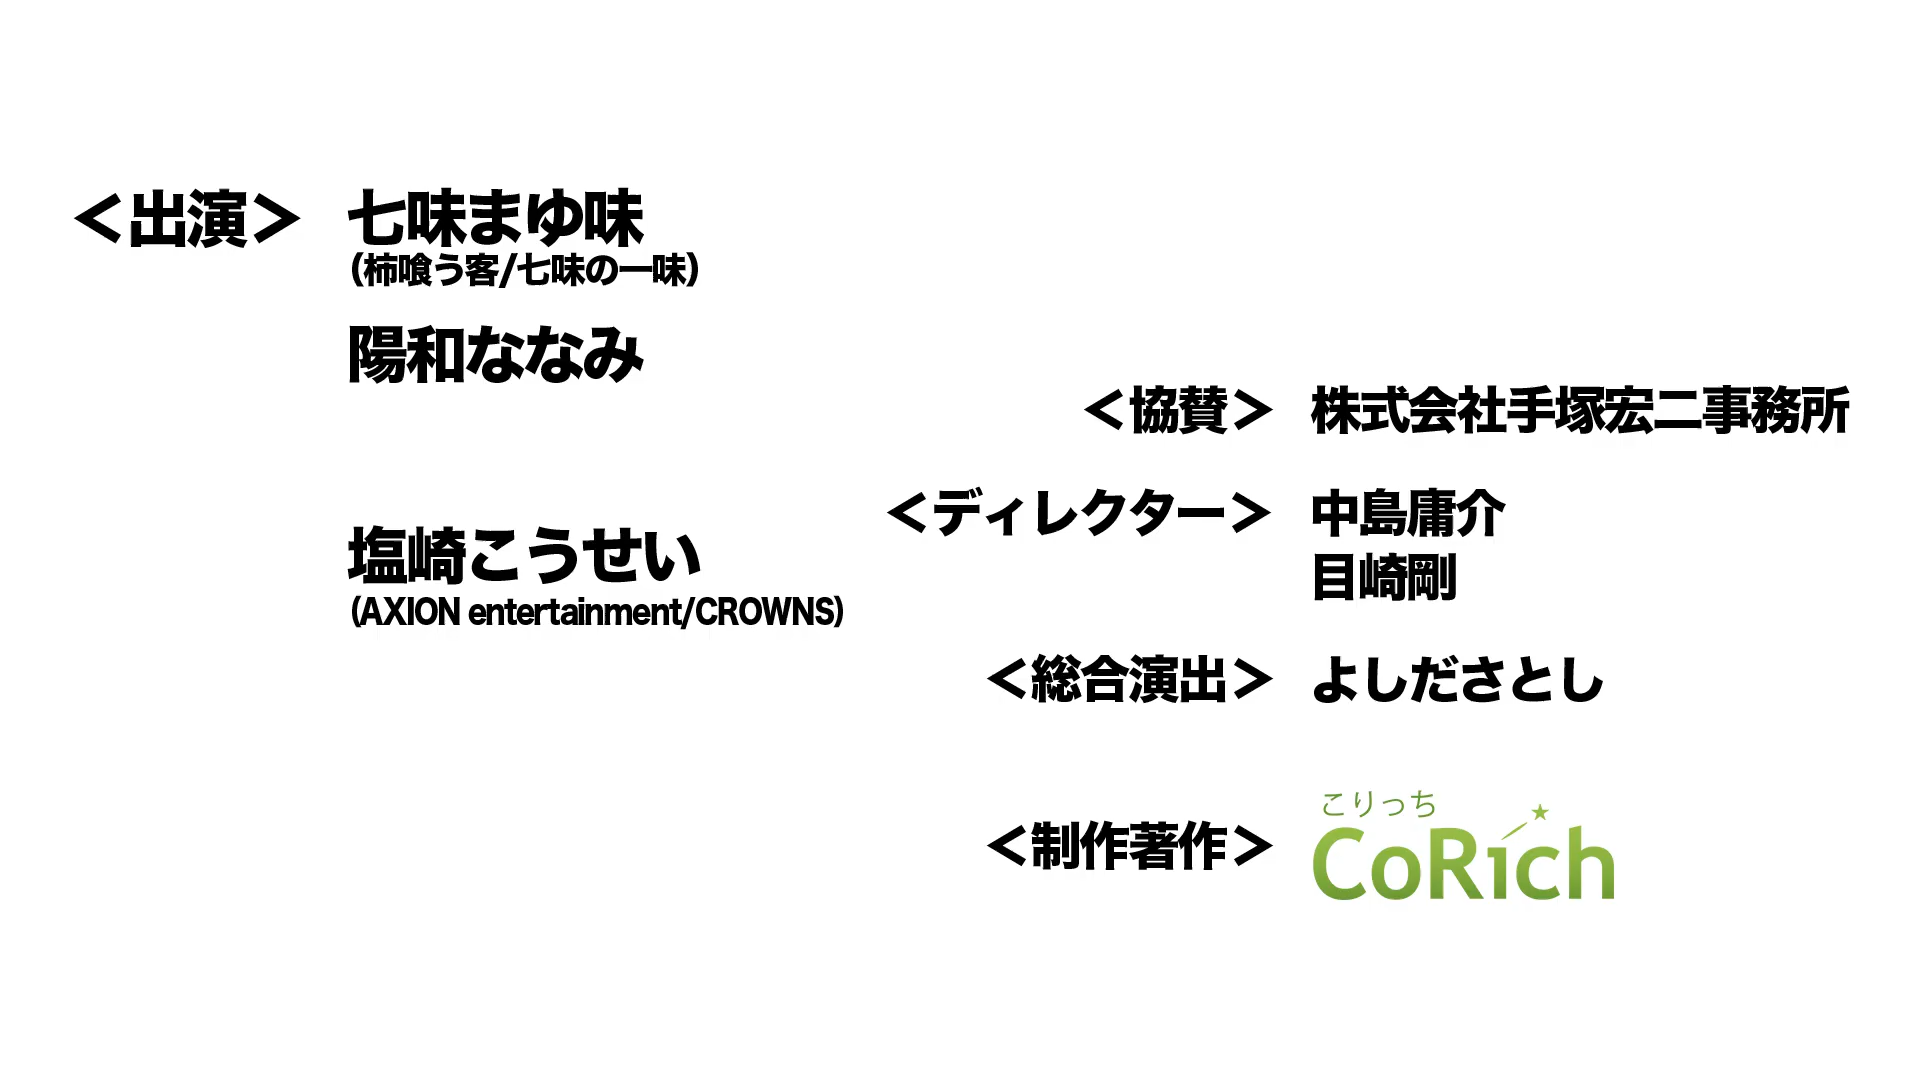 ＜出演＞ 七味まゆ味
（柿喰う客/七味の一味）
陽和ななみ
塩崎こうせい
（AXION entertainment/CROWNS）
＜協賛＞ 株式会社手塚宏二事務所
＜ディレクター＞ 中島庸介
目崎剛
＜総合演出＞ よしださとし
＜制作著作＞
こりっち
CoRich